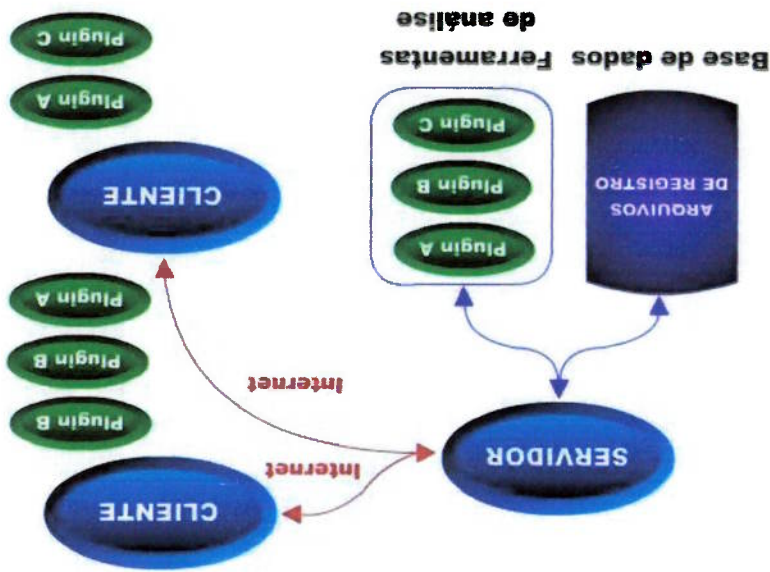 CLIENTE
Internet
SERVIDOR
Plugin B
Plugin B
Plugin A
Internet
CLIENTE
Plugin A
Plugin C
ARQUIVOS
DE REGISTRO
Plugin A
Plugin B
Plugin C
Base de dados
Ferramentas
de análise